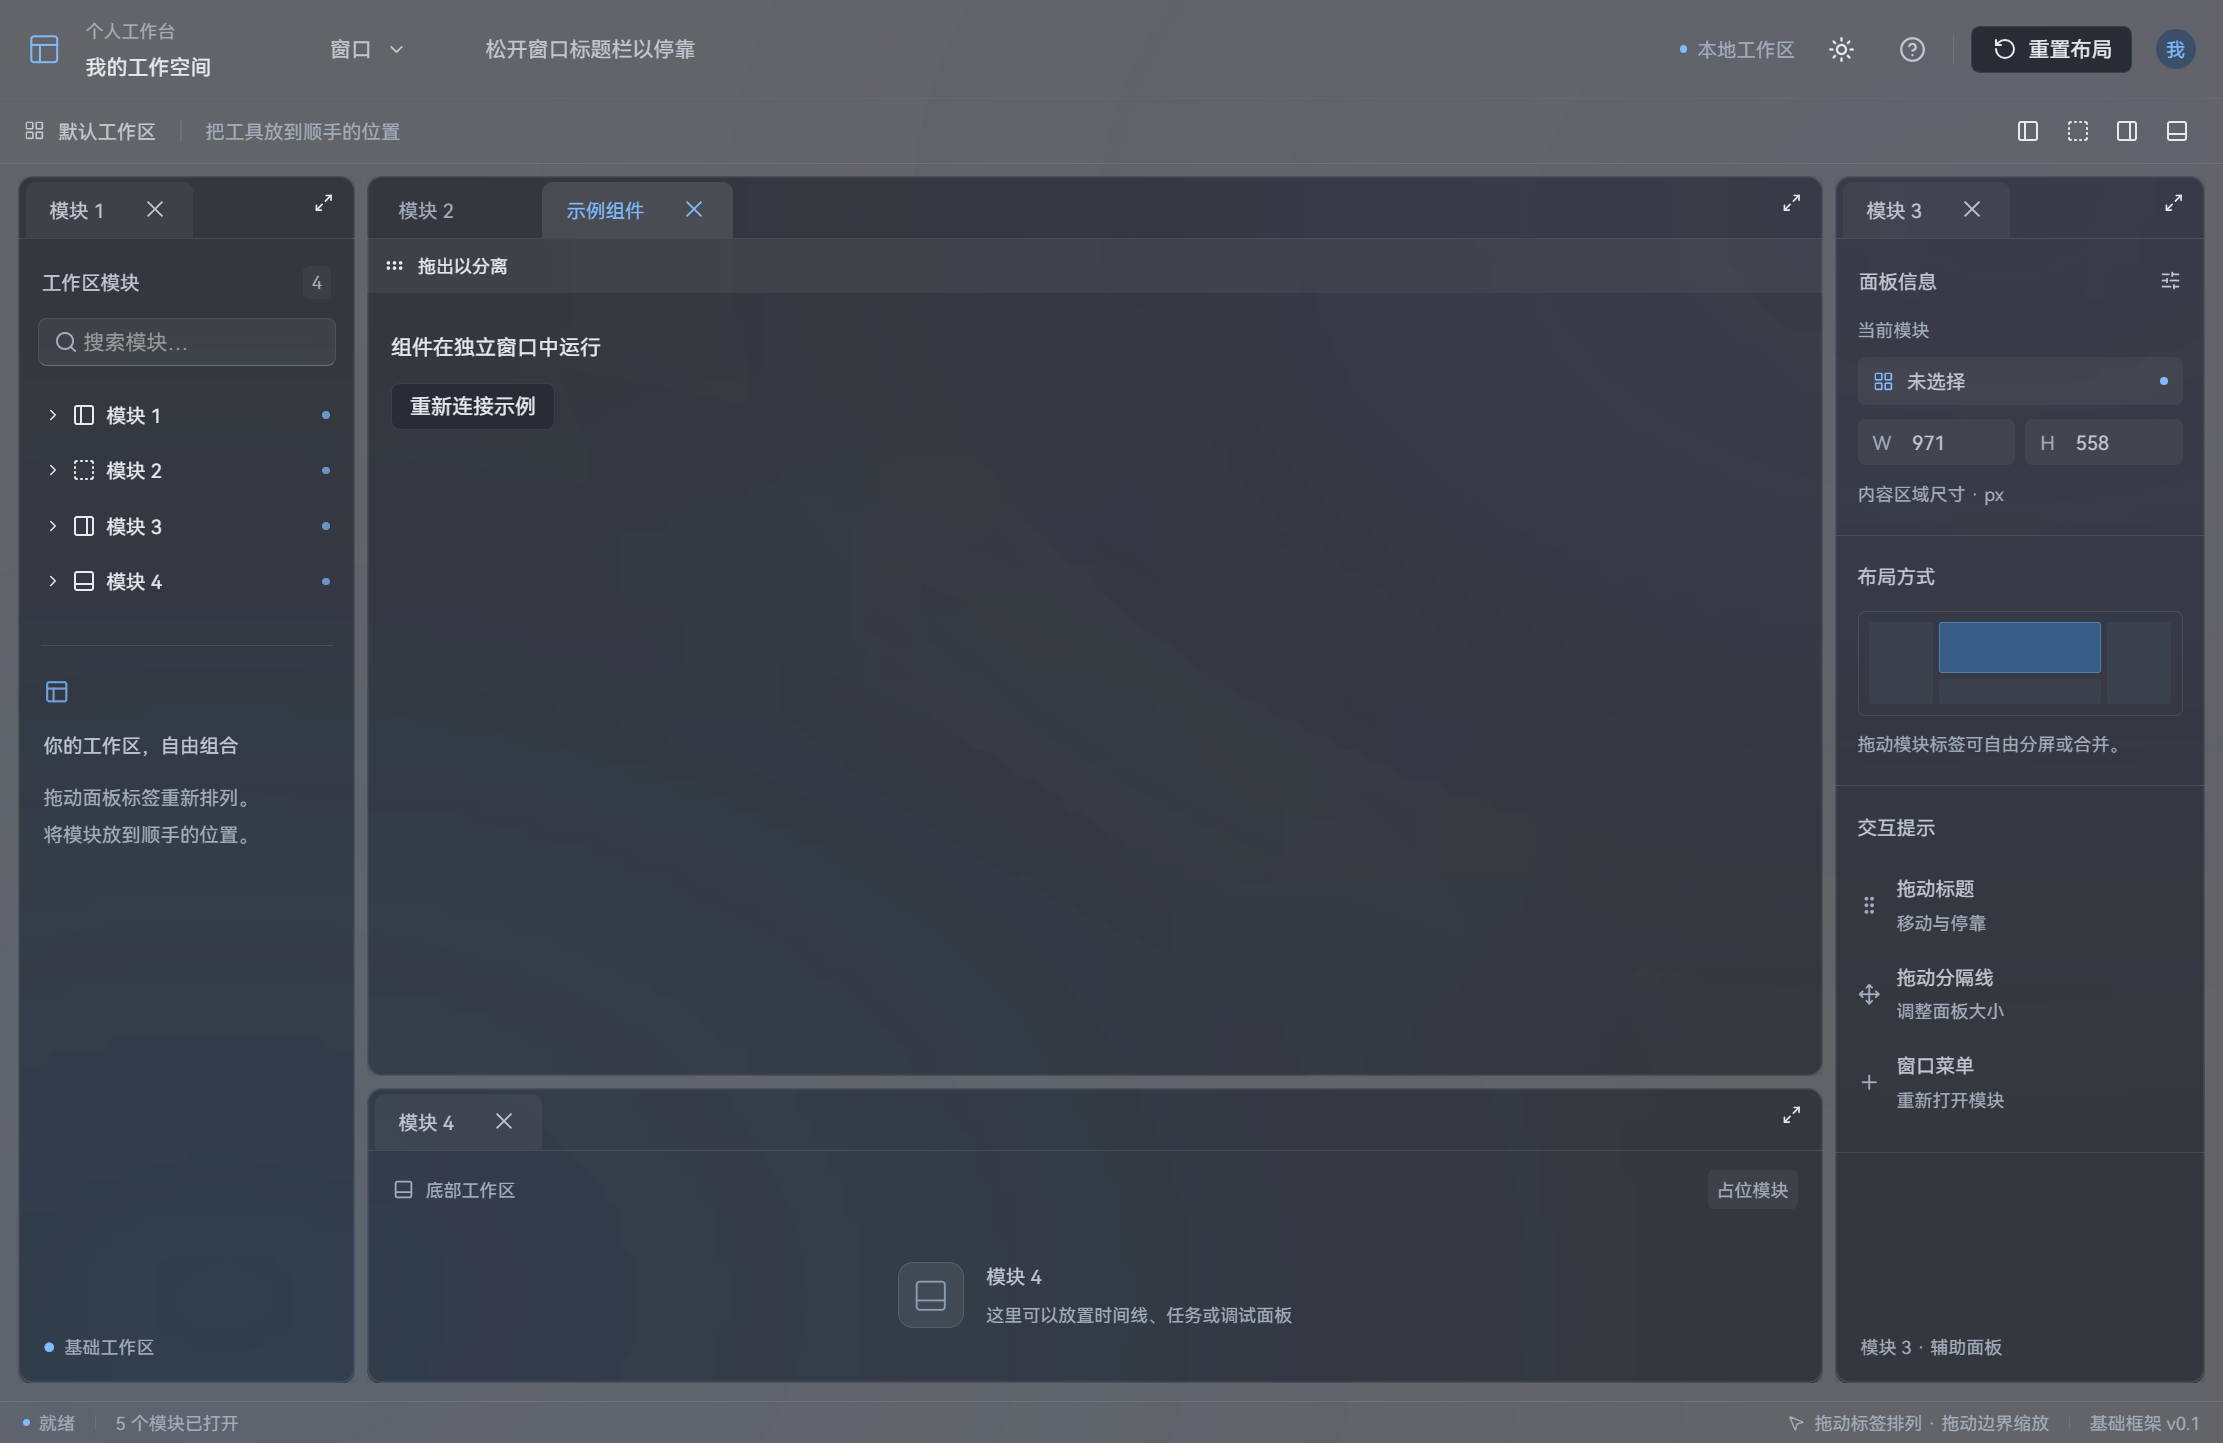 个人工作台
我的工作空间
窗口
松开窗口标题栏以停靠
本地工作区
重置布局
我
默认工作区
把工具放到顺手的位置
模块 1
工作区模块
4
搜索模块...
模块 1
模块 2
模块 3
模块 4
你的工作区，自由组合
拖动面板标签重新排列。
将模块放到顺手的位置。
基础工作区
模块 2
示例组件
拖出以分离
组件在独立窗口中运行
重新连接示例
模块 4
底部工作区
占位模块
模块 4
这里可以放置时间线、任务或调试面板
模块 3
面板信息
当前模块
未选择
W 971
H 558
内容区域尺寸 · px
布局方式
拖动模块标签可自由分屏或合并。
交互提示
拖动标题
移动与停靠
拖动分隔线
调整面板大小
窗口菜单
重新打开模块
模块 3 · 辅助面板
就绪
5 个模块已打开
拖动标签排列 · 拖动边界缩放
基础框架 v0.1